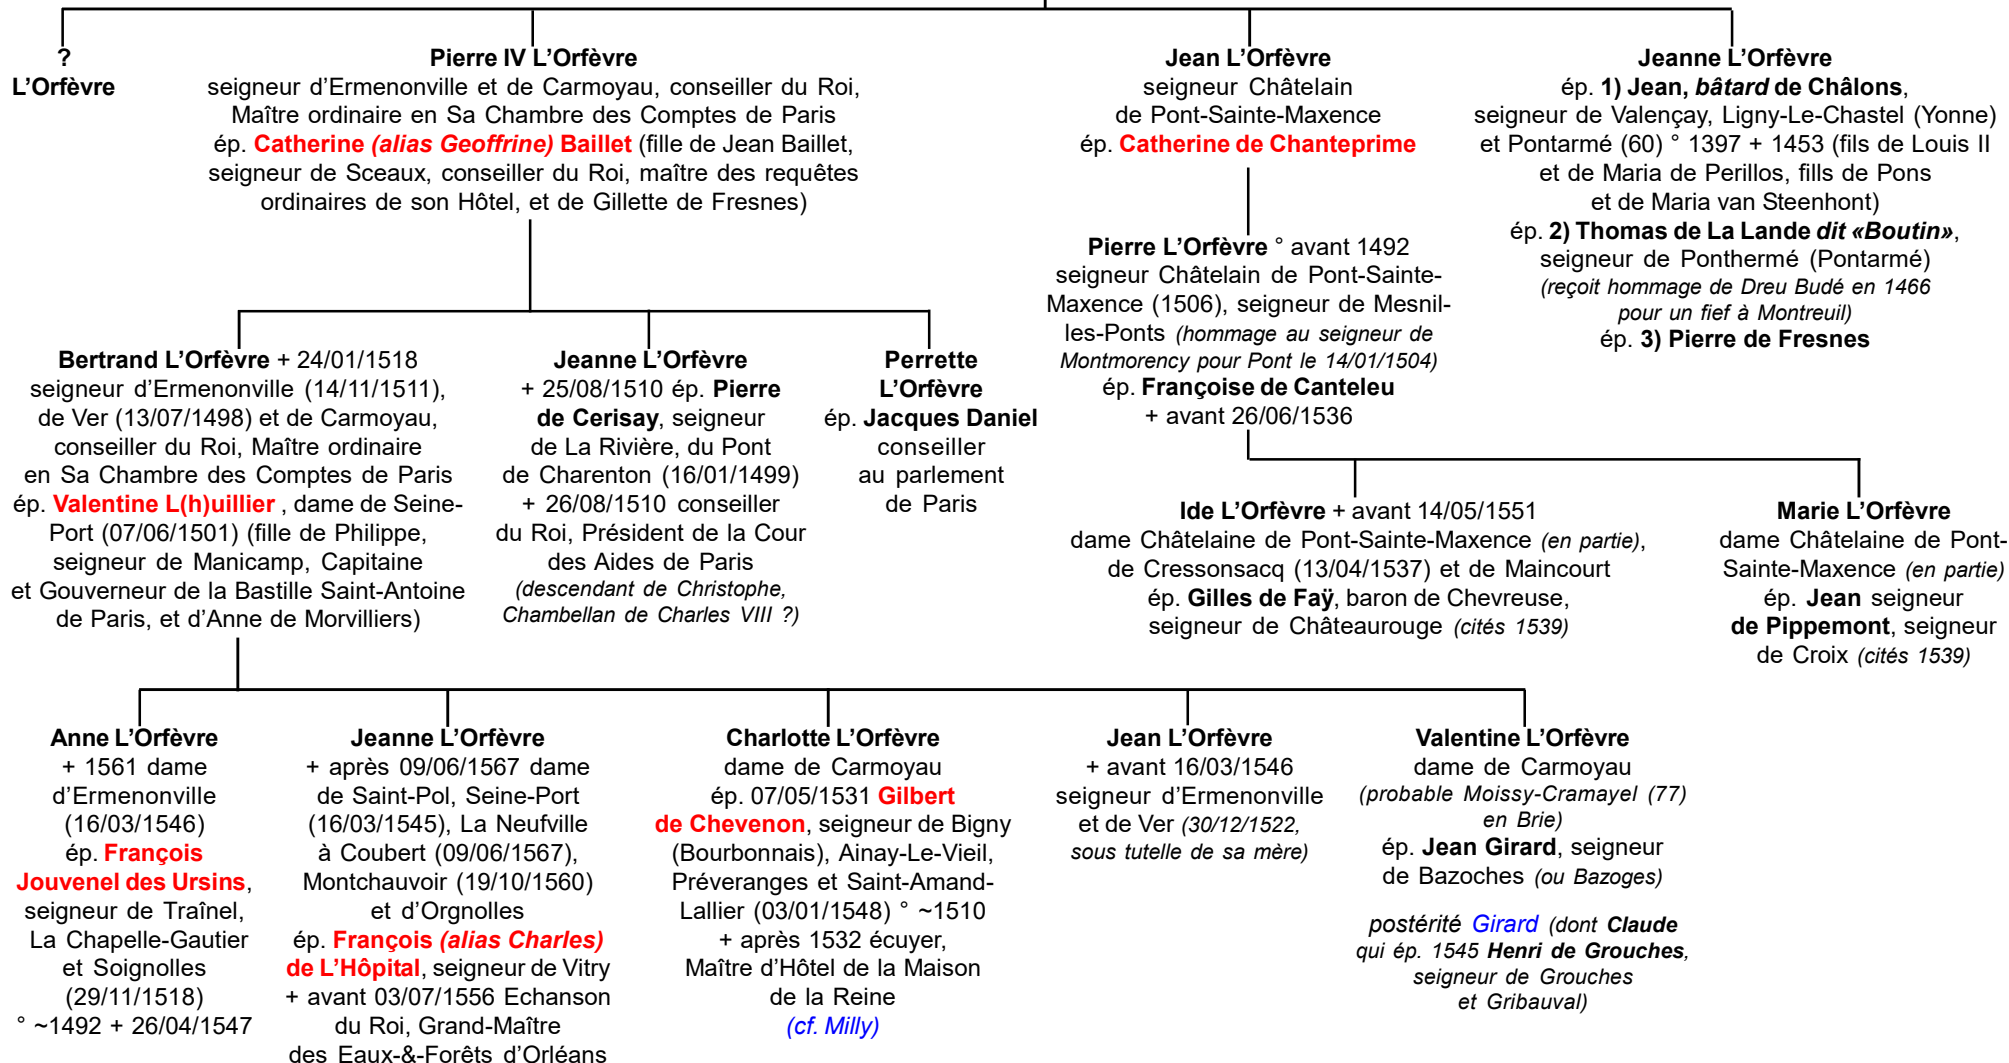 ?
L’Orfèvre
Pierre IV L’Orfèvre
seigneur d’Ermenonville et de Carmoyau, conseiller du Roi,
Maître ordinaire en Sa Chambre des Comptes de Paris
ép. Catherine (alias Geoffrine) Baillet (fille de Jean Baillet,
seigneur de Sceaux, conseiller du Roi, maître des requêtes
ordinaires de son Hôtel, et de Gillette de Fresnes)
Jean L’Orfèvre
seigneur Châtelain
de Pont-Sainte-Maxence
ép. Catherine de Chanteprime
Jeanne L’Orfèvre
ép. 1) Jean, bâtard de Châlons,
seigneur de Valençay, Ligny-Le-Chastel (Yonne)
et Pontarmé (60) ° 1397 + 1453 (fils de Louis II
et de Maria de Perillos, fills de Pons
et de Maria van Steenhont)
ép. 2) Thomas de La Lande dit «Boutin»,
seigneur de Ponthermé (Pontarmé)
(reçoit hommage de Dreu Budé en 1466
pour un fief à Montreuil)
ép. 3) Pierre de Fresnes
Pierre L’Orfèvre ° avant 1492
seigneur Châtelain de Pont-Sainte-
Maxence (1506), seigneur de Mesnil-
les-Ponts (hommage au seigneur de
Montmorency pour Pont le 14/01/1504)
ép. Françoise de Canteleu
+ avant 26/06/1536
Bertrand L’Orfèvre + 24/01/1518
seigneur d’Ermenonville (14/11/1511),
de Ver (13/07/1498) et de Carmoyau,
conseiller du Roi, Maître ordinaire
en Sa Chambre des Comptes de Paris
ép. Valentine L(h)uillier , dame de Seine-
Port (07/06/1501) (fille de Philippe,
seigneur de Manicamp, Capitaine
et Gouverneur de la Bastille Saint-Antoine
de Paris, et d’Anne de Morvilliers)
Jeanne L’Orfèvre
+ 25/08/1510 ép. Pierre
de Cerisay, seigneur
de La Rivière, du Pont
de Charenton (16/01/1499)
+ 26/08/1510 conseiller
du Roi, Président de la Cour
des Aides de Paris
(descendant de Christophe,
Chambellan de Charles VIII ?)
Perrette
L’Orfèvre
ép. Jacques Daniel
conseiller
au parlement
de Paris
Ide L’Orfèvre + avant 14/05/1551
dame Châtelaine de Pont-Sainte-Maxence (en partie),
de Cressonsacq (13/04/1537) et de Maincourt
ép. Gilles de Faÿ, baron de Chevreuse,
seigneur de Châteaurouge (cités 1539)
Marie L’Orfèvre
dame Châtelaine de Pont-
Sainte-Maxence (en partie)
ép. Jean seigneur
de Pippemont, seigneur
de Croix (cités 1539)
Anne L’Orfèvre
+ 1561 dame
d’Ermenonville
(16/03/1546)
ép. François
Jouvenel des Ursins,
seigneur de Traînel,
La Chapelle-Gautier
et Soignolles
(29/11/1518)
° ~1492 + 26/04/1547
Jeanne L’Orfèvre
+ après 09/06/1567 dame
de Saint-Pol, Seine-Port
(16/03/1545), La Neufville
à Coubert (09/06/1567),
Montchauvoir (19/10/1560)
et d’Orgnolles
ép. François (alias Charles)
de L’Hôpital, seigneur de Vitry
+ avant 03/07/1556 Echanson
du Roi, Grand-Maître
des Eaux-&-Forêts d’Orléans
Charlotte L’Orfèvre
dame de Carmoyau
ép. 07/05/1531 Gilbert
de Chevenon, seigneur de Bigny
(Bourbonnais), Ainay-Le-Vieil,
Préveranges et Saint-Amand-
Lallier (03/01/1548) ° ~1510
+ après 1532 écuyer,
Maître d’Hôtel de la Maison
de la Reine
(cf. Milly)
Jean L’Orfèvre
+ avant 16/03/1546
seigneur d’Ermenonville
et de Ver (30/12/1522,
sous tutelle de sa mère)
Valentine L’Orfèvre
dame de Carmoyau
(probable Moissy-Cramayel (77)
en Brie)
ép. Jean Girard, seigneur
de Bazoches (ou Bazoges)
postérité Girard (dont Claude
qui ép. 1545 Henri de Grouches,
seigneur de Grouches
et Gribauval)